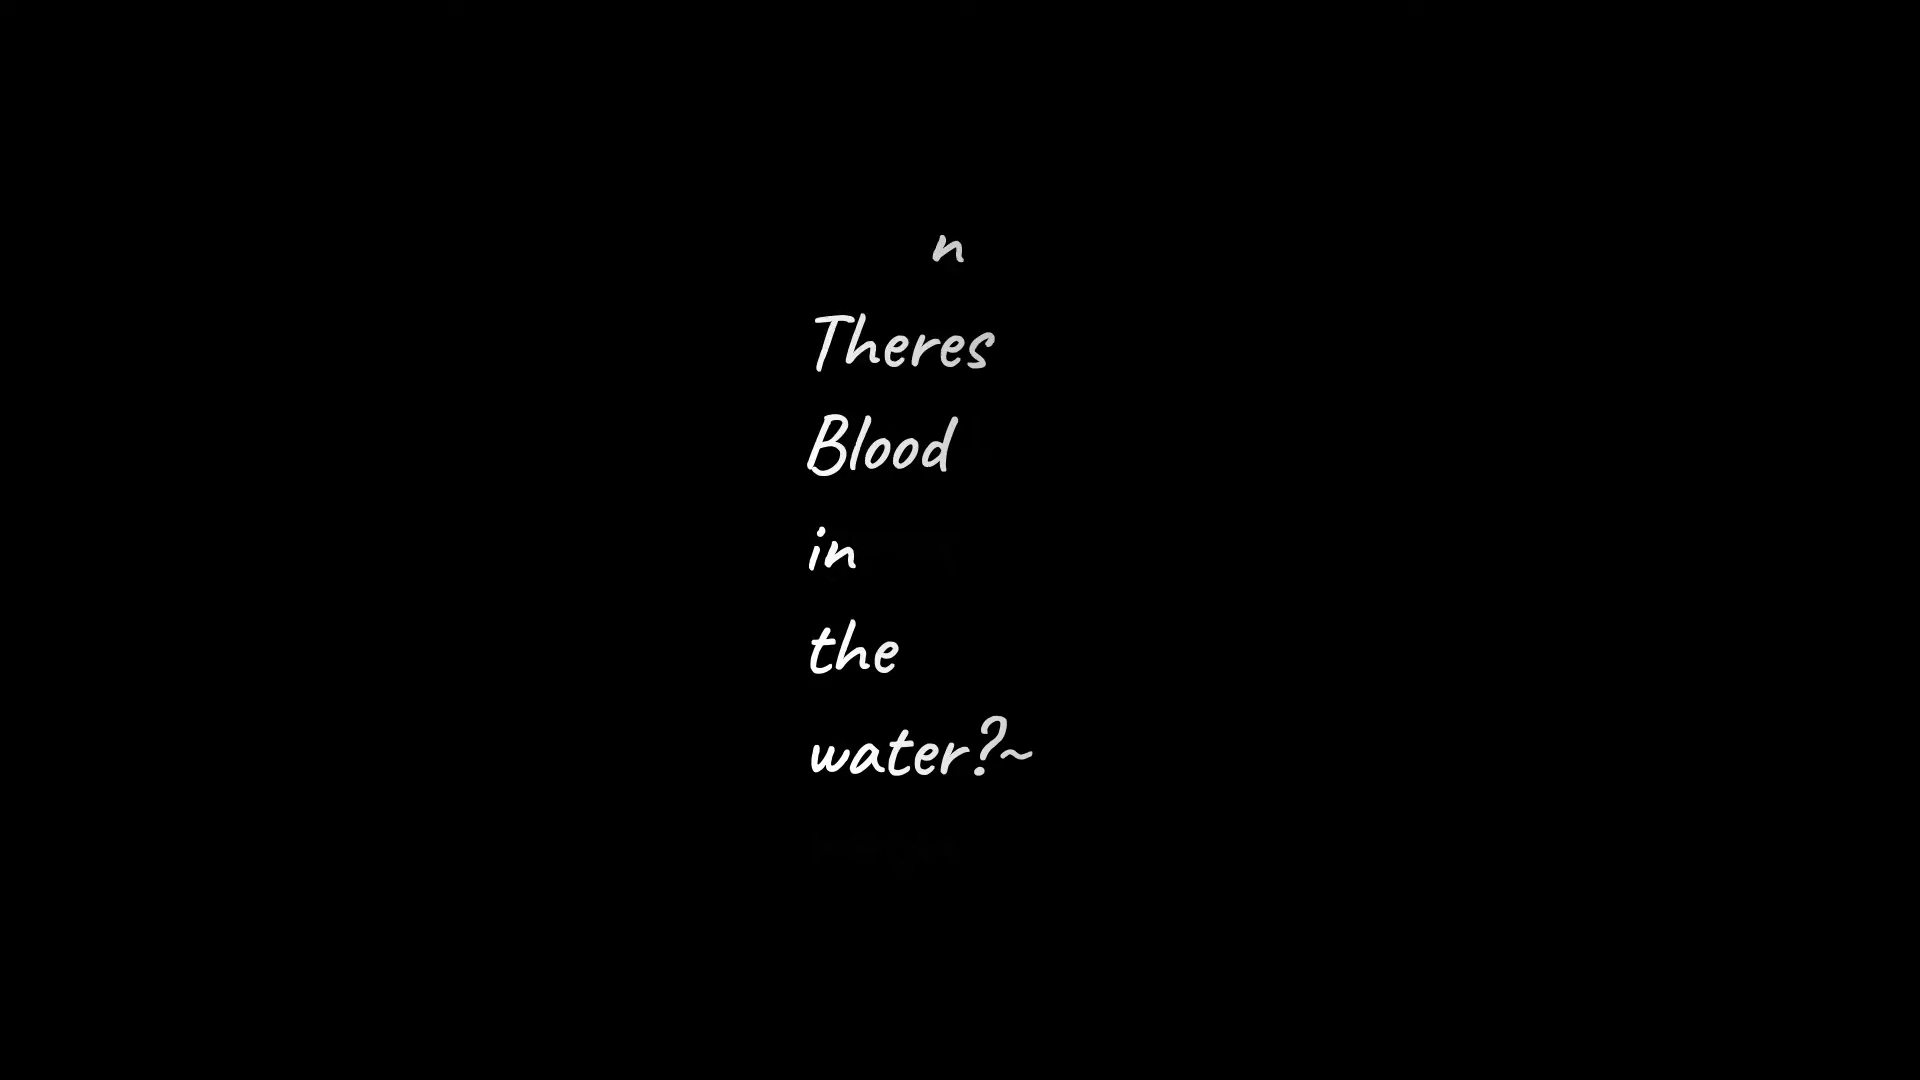 n
Theres
Blood
in
the
water?~